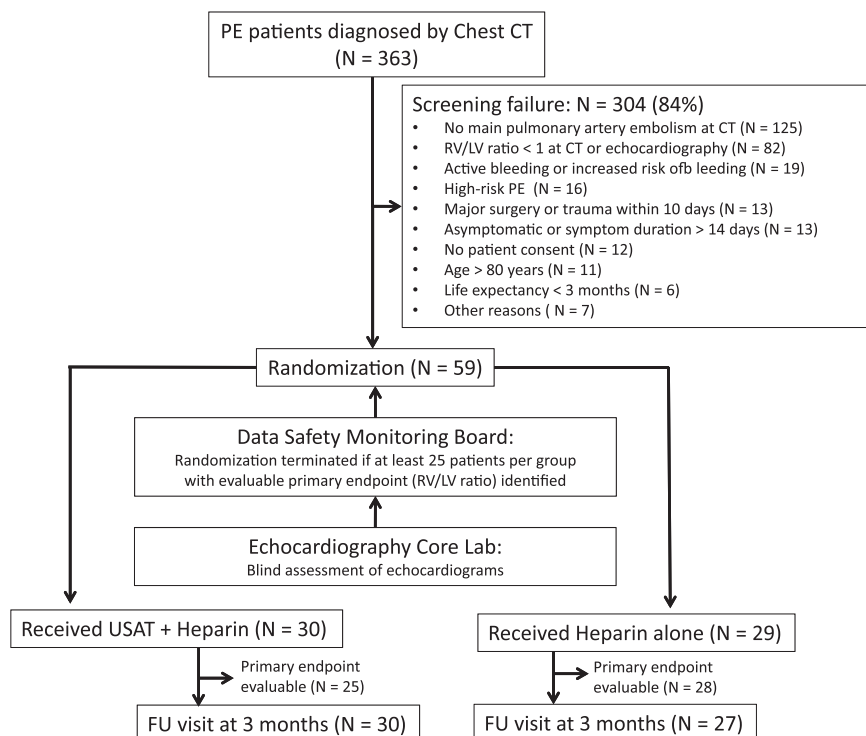 PE patients diagnosed by Chest CT
(N = 363)
Screening failure: N = 304 (84%)
• No main pulmonary artery embolism at CT (N = 125)
• RV/LV ratio < 1 at CT or echocardiography (N = 82)
• Active bleeding or increased risk ofb leeding (N = 19)
• High-risk PE (N = 16)
• Major surgery or trauma within 10 days (N = 13)
• Asymptomatic or symptom duration > 14 days (N = 13)
• No patient consent (N = 12)
• Age > 80 years (N = 11)
• Life expectancy < 3 months (N = 6)
• Other reasons ( N = 7)
Randomization (N = 59)
Data Safety Monitoring Board:
Randomization terminated if at least 25 patients per group
with evaluable primary endpoint (RV/LV ratio) identified
Echocardiography Core Lab:
Blind assessment of echocardiograms
Received USAT + Heparin (N = 30)
Primary endpoint
evaluable (N = 25)
FU visit at 3 months (N = 30)
Received Heparin alone (N = 29)
Primary endpoint
evaluable (N = 28)
FU visit at 3 months (N = 27)